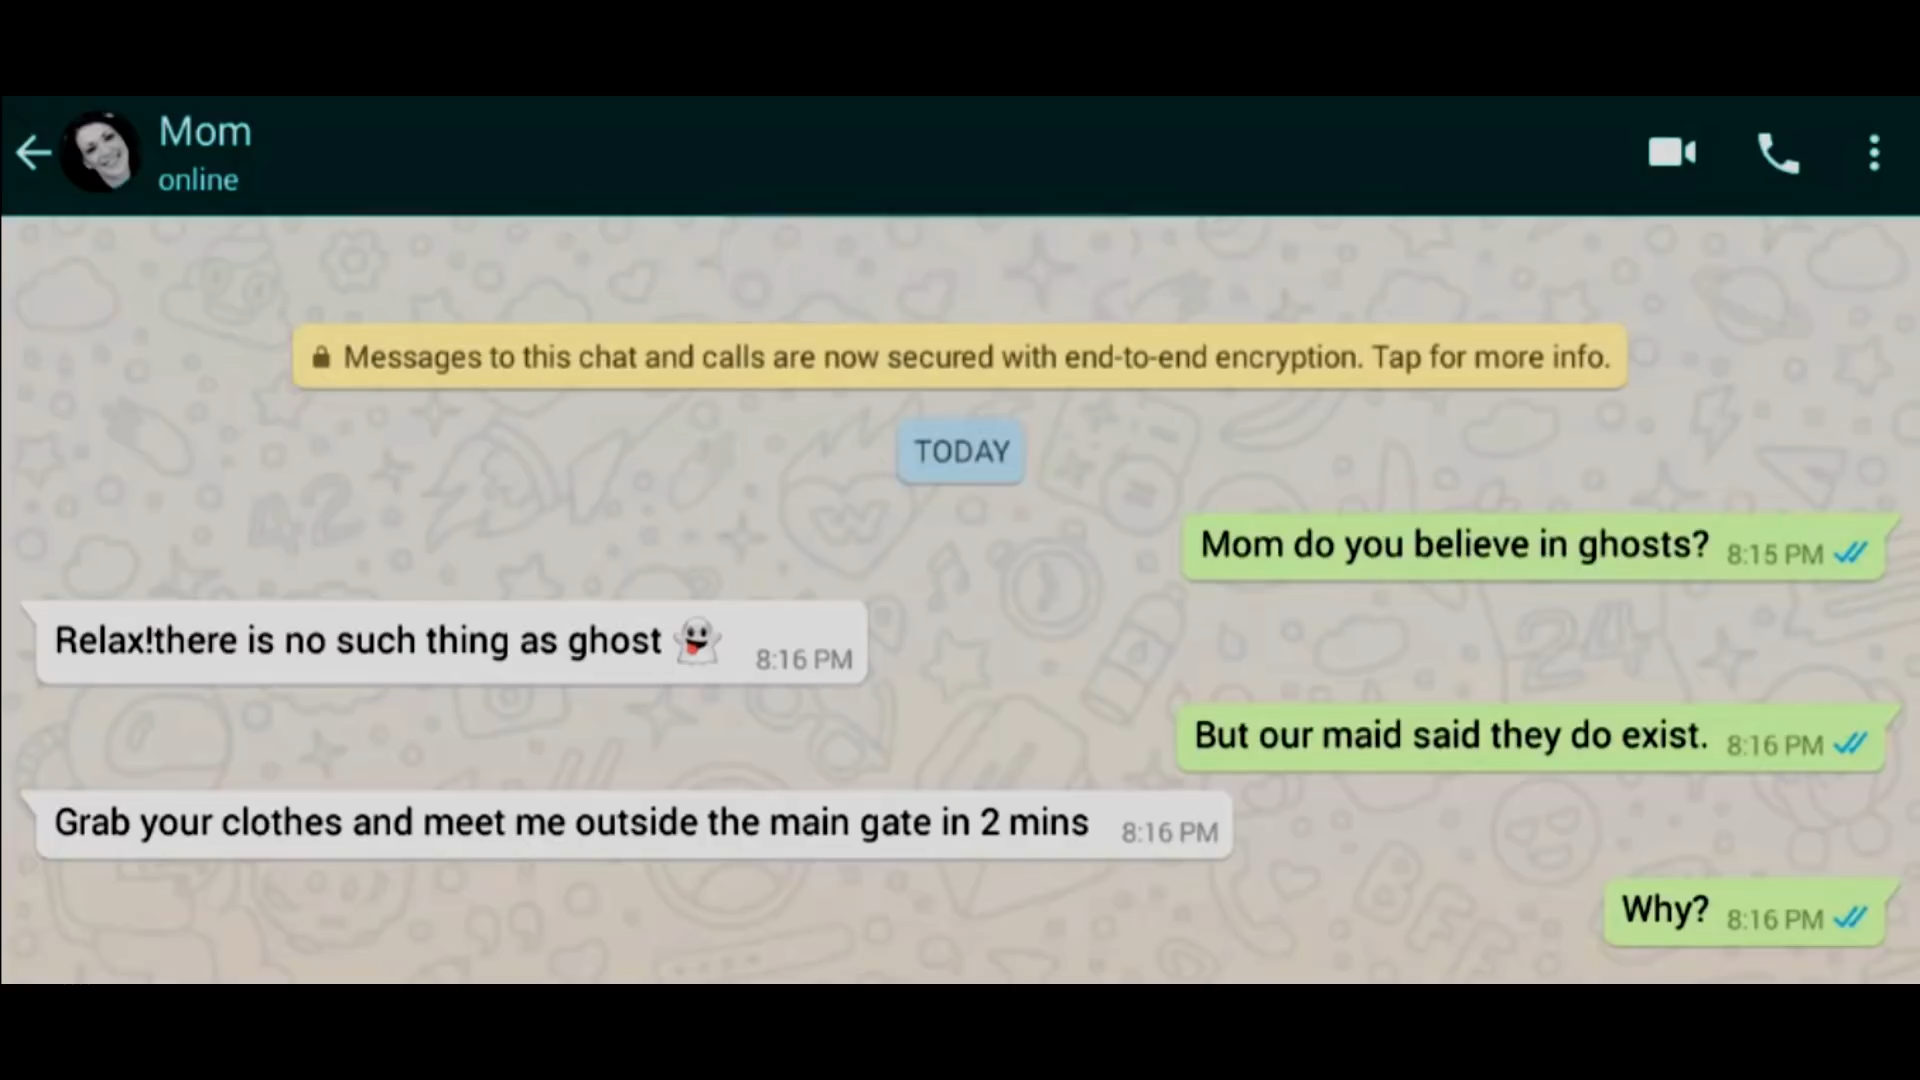 Mom
online
Messages to this chat and calls are now secured with end-to-end encryption. Tap for more info.
TODAY
Mom do you believe in ghosts? 8:15 PM
Relax!there is no such thing as ghost 👻 8:16 PM
But our maid said they do exist. 8:16 PM
Grab your clothes and meet me outside the main gate in 2 mins 8:16 PM
Why? 8:16 PM